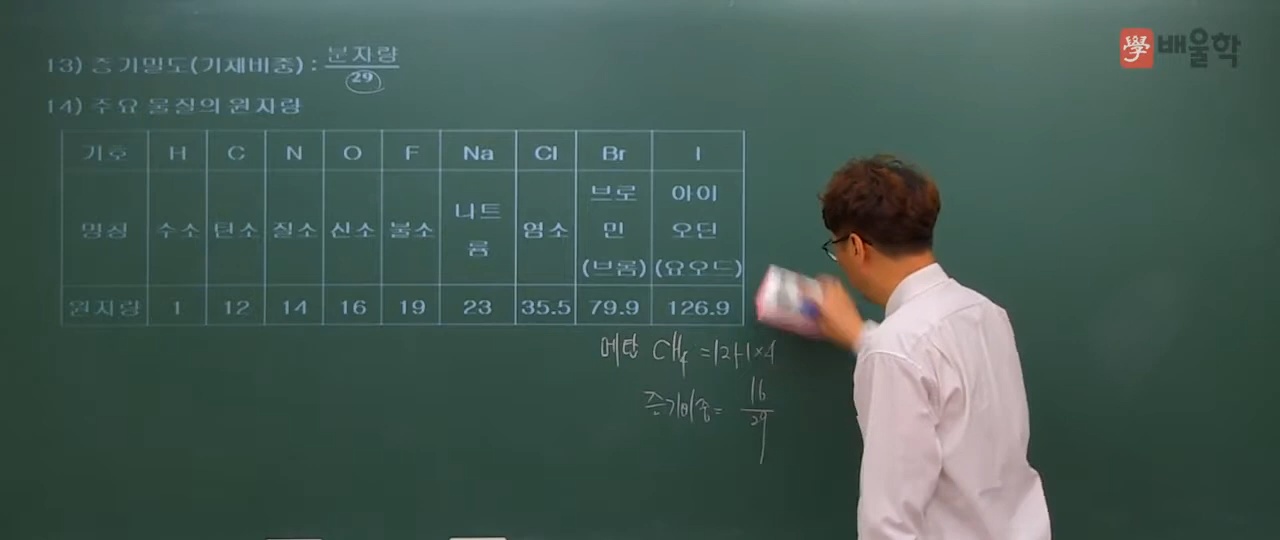 學 배울학
13) 증기밀도(기체비중) : 분자량
29
14) 주요 물질의 원자량
기호 H C N O F Na Cl Br I
명칭 수소 탄소 질소 산소 불소 나트륨 염소 브로민(브롬) 아이오딘(요오드)
원자량 1 12 14 16 19 23 35.5 79.9 126.9
메탄 CH4 =12+1×4
증기비중= 16
29